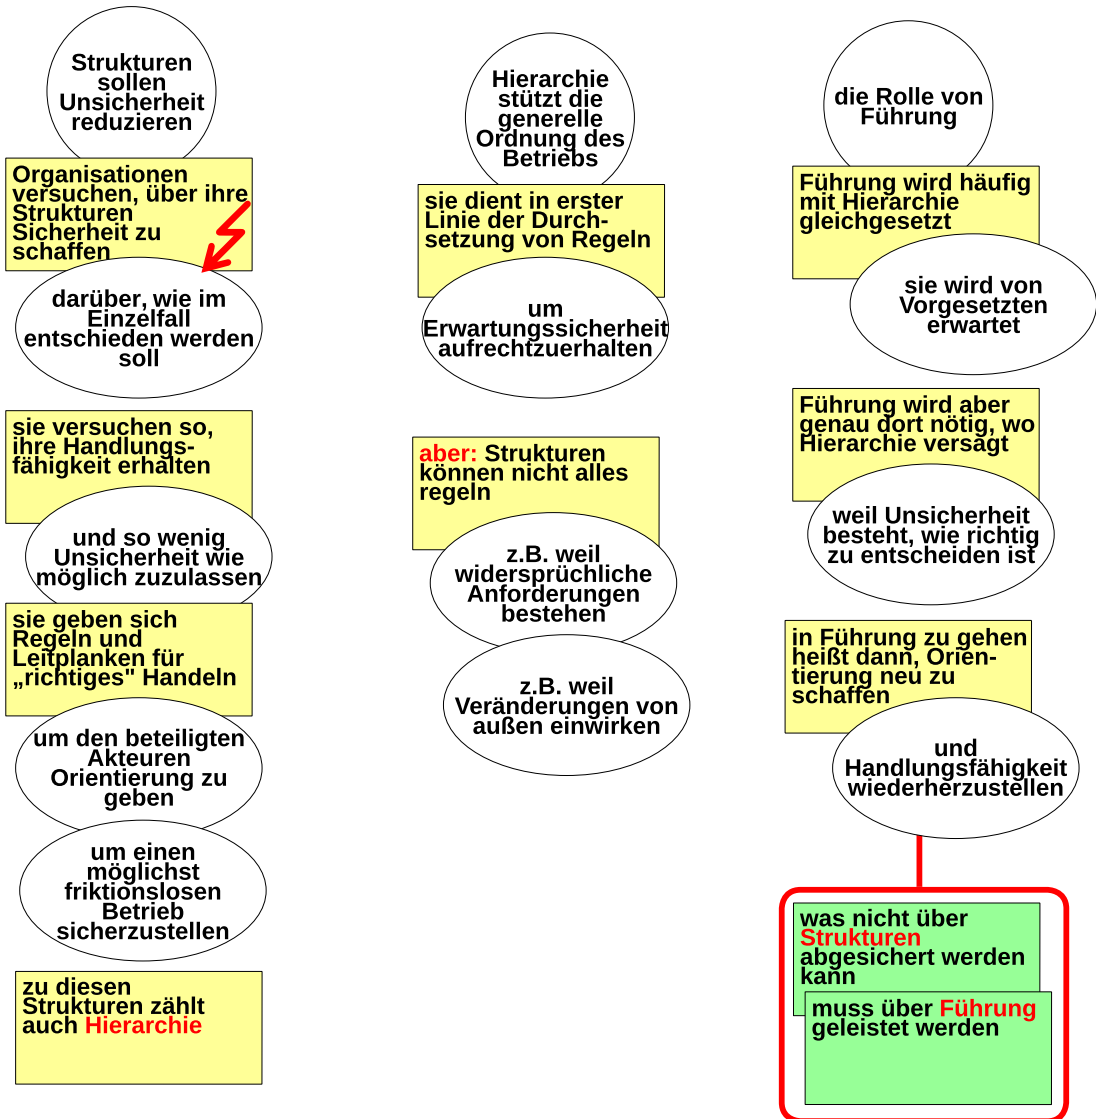 Strukturen
sollen
Unsicherheit
reduzieren
Organisationen
versuchen, über ihre
Strukturen
Sicherheit zu
schaffen
darüber, wie im
Einzelfall
entschieden werden
soll
sie versuchen so,
ihre Handlungs-
fähigkeit erhalten
und so wenig
Unsicherheit wie
möglich zuzulassen
sie geben sich
Regeln und
Leitplanken für
„richtiges" Handeln
um den beteiligten
Akteuren
Orientierung zu
geben
um einen
möglichst
friktionslosen
Betrieb
sicherzustellen
zu diesen
Strukturen zählt
auch Hierarchie
Hierarchie
stützt die
generelle
Ordnung des
Betriebs
sie dient in erster
Linie der Durch-
setzung von Regeln
um
Erwartungssicherheit
aufrechtzuerhalten
aber: Strukturen
können nicht alles
regeln
z.B. weil
widersprüchliche
Anforderungen
bestehen
z.B. weil
Veränderungen von
außen einwirken
die Rolle von
Führung
Führung wird häufig
mit Hierarchie
gleichgesetzt
sie wird von
Vorgesetzten
erwartet
Führung wird aber
genau dort nötig, wo
Hierarchie versagt
weil Unsicherheit
besteht, wie richtig
zu entscheiden ist
in Führung zu gehen
heißt dann, Orien-
tierung neu zu
schaffen
und
Handlungsfähigkeit
wiederherzustellen
was nicht über
Strukturen
abgesichert werden
kann
muss über Führung
geleistet werden